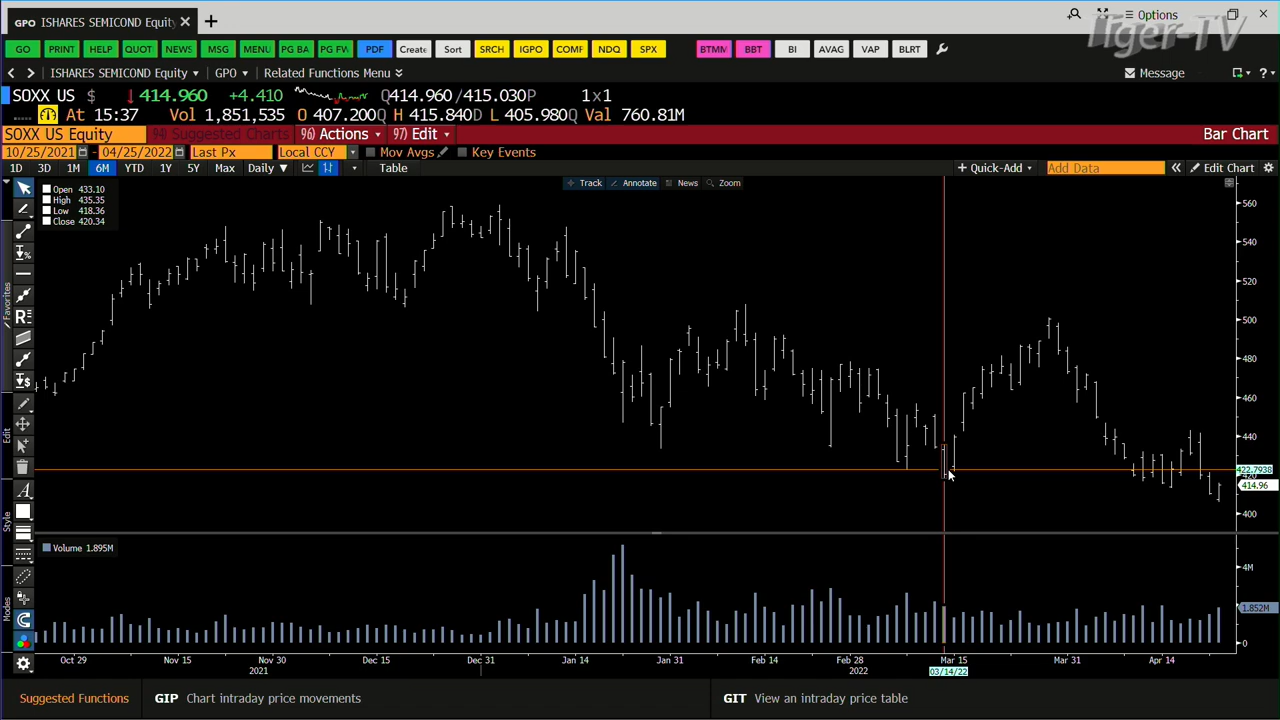 GPO ISHARES SEMICOND Equity
Options
Tiger-TV
GO PRINT HELP QUOT NEWS MSG MENU PG BA PG FW PDF Create Sort SRCH IGPO COMF NDQ SPX BTMM BBT BI AVAG VAP BLRT
ISHARES SEMICOND Equity GPO Related Functions Menu Message
SOXX US $ 414.960 +4.410 Q414.960/415.030P 1x1
At 15:37 Vol 1,851,535 O 407.200Q H 415.840D L 405.980Q Val 760.81M
SOXX US Equity 94) Suggested Charts 96) Actions 97) Edit Bar Chart
10/25/2021 - 04/25/2022 Last Px Local CCY Mov Avgs Key Events
1D 3D 1M 6M YTD 1Y 5Y Max Daily Table + Quick-Add Add Data Edit Chart
Track Annotate News Zoom
Open 433.10
High 435.35
Low 418.36
Close 420.34
560
540
520
500
480
460
440
422.7938
420
414.96
400
Favorites
Edit
Style
Modes
Volume 1.895M
4M
1.852M
0
Oct 29 Nov 15 Nov 30 Dec 15 Dec 31 Jan 14 Jan 31 Feb 14 Feb 28 Mar 15 Mar 31 Apr 14
2021 2022 03/14/22
Suggested Functions GIP Chart intraday price movements GIT View an intraday price table